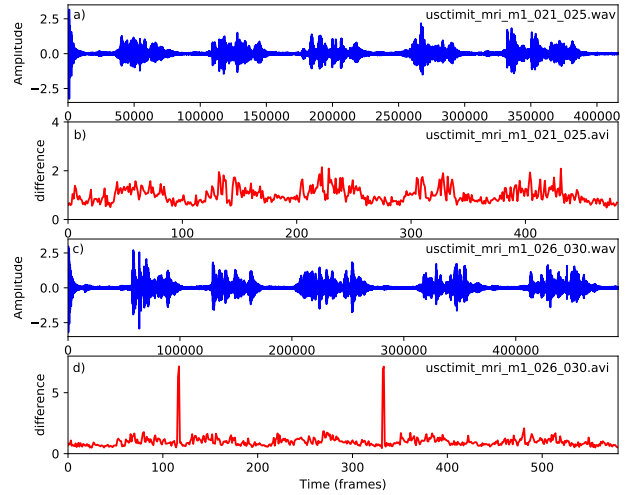 a)
usctimit_mri_m1_021_025.wav
Amplitude
2.5
0.0
−2.5
0 50000 100000 150000 200000 250000 300000 350000 400000
b)
usctimit_mri_m1_021_025.avi
difference
4
2
0
0 100 200 300 400
c)
usctimit_mri_m1_026_030.wav
Amplitude
2.5
0.0
−2.5
0 100000 200000 300000 400000
d)
usctimit_mri_m1_026_030.avi
difference
5
0
0 100 200 300 400 500
Time (frames)